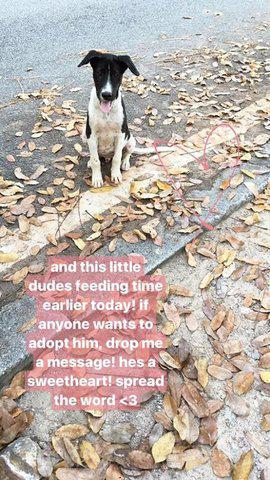 and this little
dudes feeding time
earlier today! if
anyone wants to
adopt him, drop me
a message! hes a
sweetheart! spread
the word <3